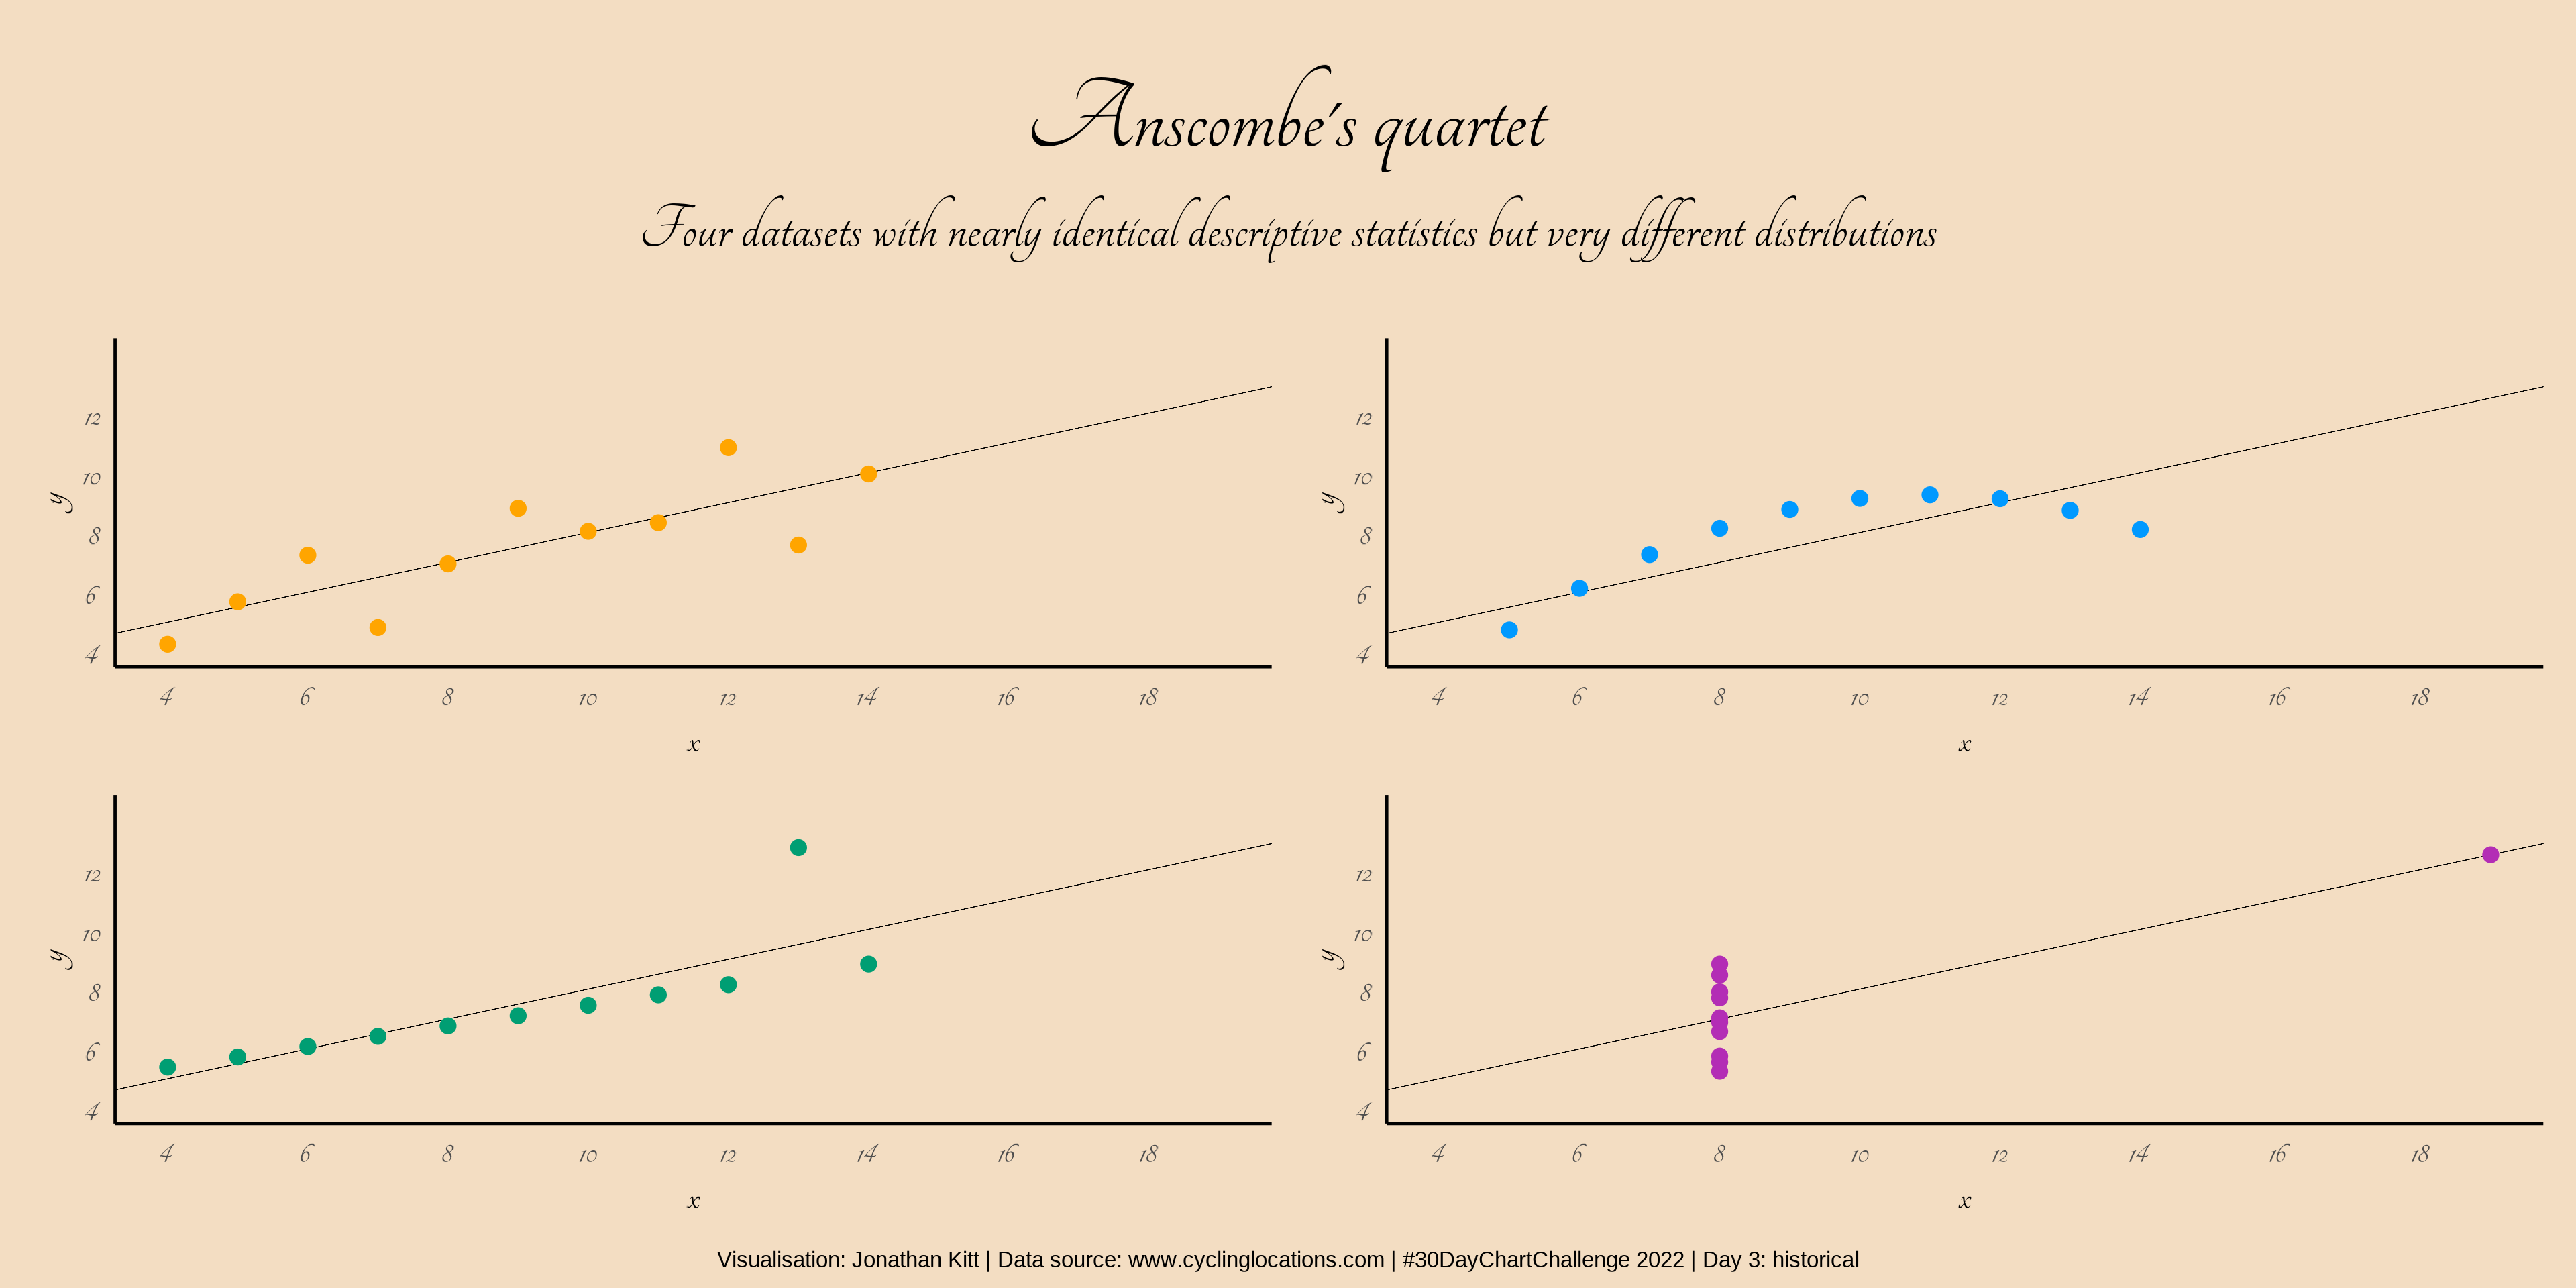 Anscombe's quartet
Four datasets with nearly identical descriptive statistics but very different distributions
12
10
8
6
4
y
4 6 8 10 12 14 16 18
x
12
10
8
6
4
y
4 6 8 10 12 14 16 18
x
12
10
8
6
4
y
4 6 8 10 12 14 16 18
x
12
10
8
6
4
y
4 6 8 10 12 14 16 18
x
Visualisation: Jonathan Kitt | Data source: www.cyclinglocations.com | #30DayChartChallenge 2022 | Day 3: historical